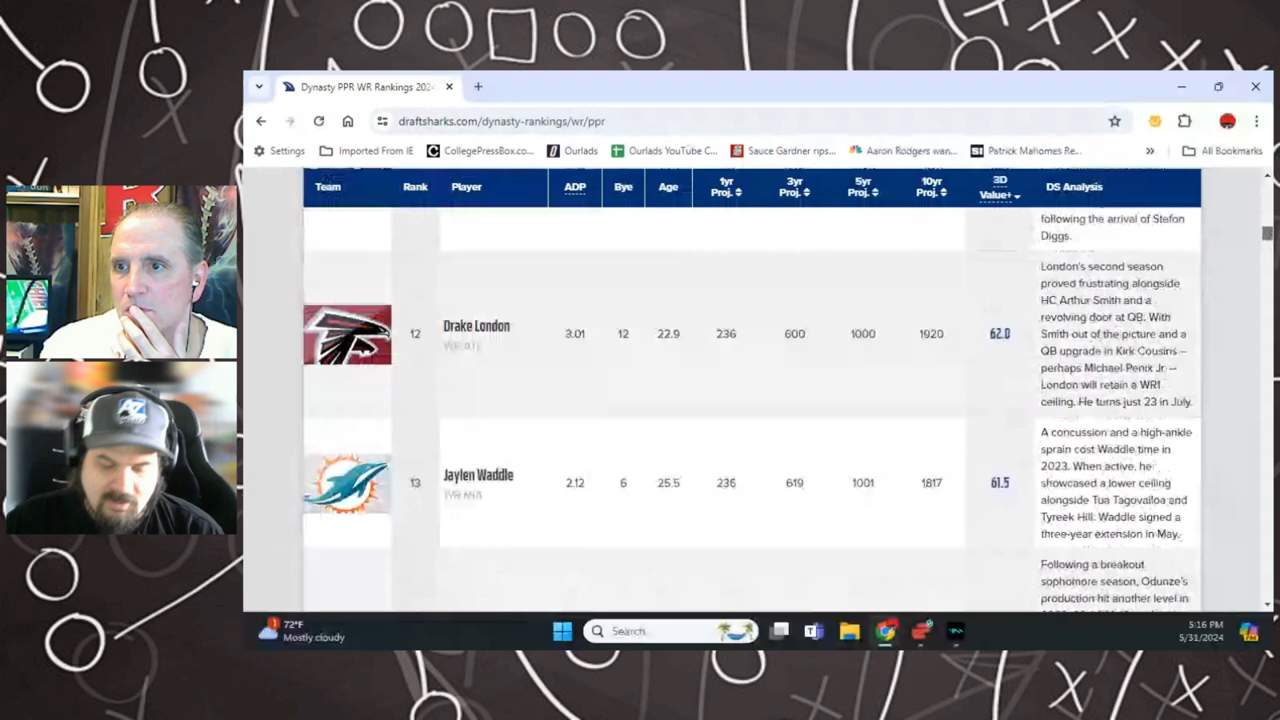 Dynasty PPR WR Rankings 202
draftsharks.com/dynasty-rankings/wr/ppr
Settings Imported From IE CollegePressBox.co... Ourlads Ourlads YouTube C... Sauce Gardner rips... Aaron Rodgers wan... Patrick Mahomes Re... » All Bookmarks
Team Rank Player ADP Bye Age 1yr Proj. 3yr Proj. 5yr Proj. 10yr Proj. 3D Value+ DS Analysis
following the arrival of Stefon
Diggs.
12 Drake London 3.01 12 22.9 236 600 1000 1920 62.0
WR ATL
London's second season
proved frustrating alongside
HC Arthur Smith and a
revolving door at QB. With
Smith out of the picture and a
QB upgrade in Kirk Cousins –
perhaps Michael Penix Jr. –
London will retain a WR1
ceiling. He turns just 23 in July.
13 Jaylen Waddle 2.12 6 25.5 236 619 1001 1817 61.5
WR MIA
A concussion and a high-ankle
sprain cost Waddle time in
2023. When active, he
showcased a lower ceiling
alongside Tua Tagovailoa and
Tyreek Hill. Waddle signed a
three-year extension in May.
Following a breakout
sophomore season, Odunze's
production hit another level in
1
72°F
Mostly cloudy
Search
5:16 PM
5/31/2024